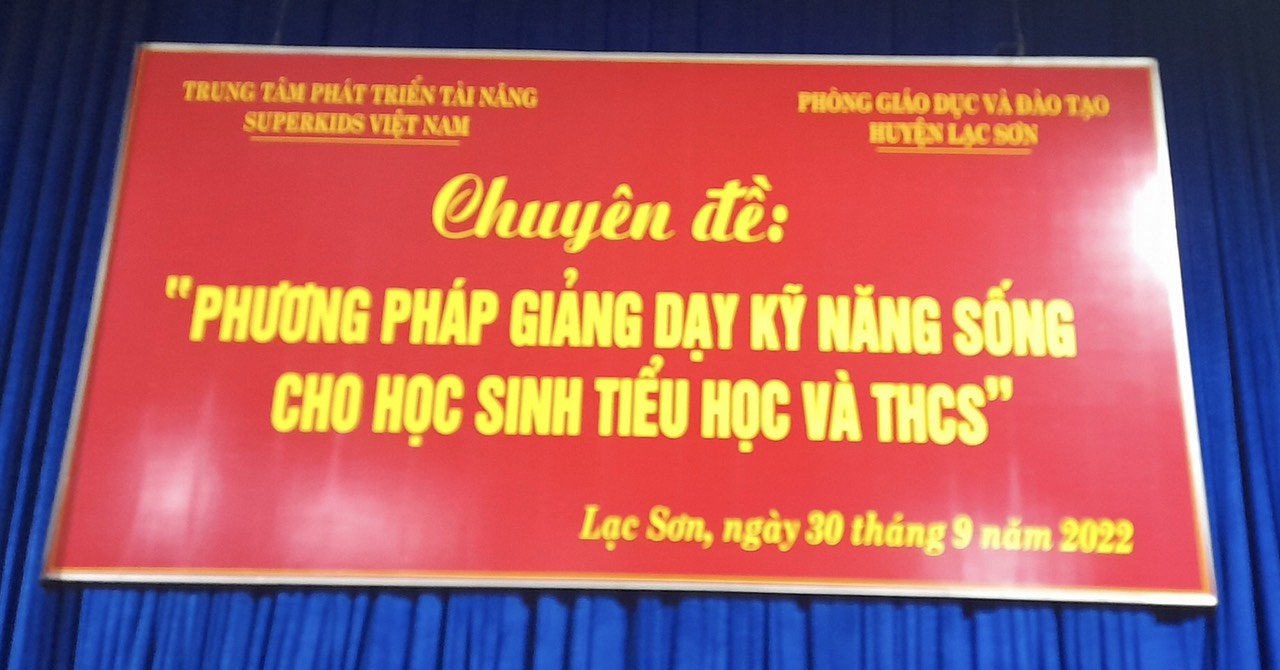 TRUNG TÂM PHÁT TRIỂN TÀI NĂNG
SUPERKIDS VIỆT NAM
PHÒNG GIÁO DỤC VÀ ĐÀO TẠO
HUYỆN LẠC SƠN
Chuyên đề:
"PHƯƠNG PHÁP GIẢNG DẠY KỸ NĂNG SỐNG
CHO HỌC SINH TIỂU HỌC VÀ THCS"
Lạc Sơn, ngày 30 tháng 9 năm 2022